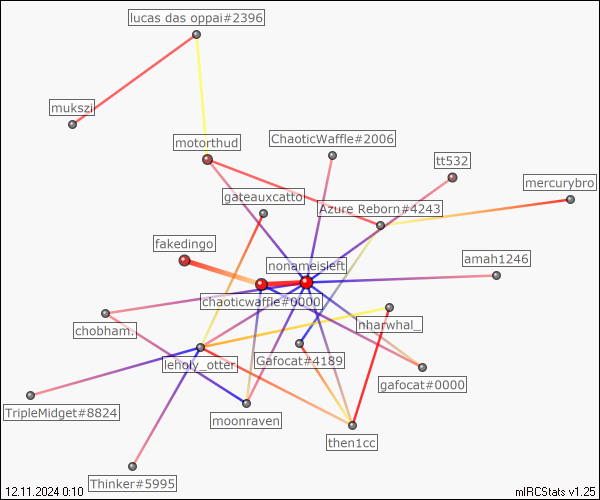 lucas das oppai#2396
mukszi
motorthud
ChaoticWaffle#2006
tt532
mercurybro
gateauxcatto
Azure Reborn#4243
fakedingo
nonameisleft
amah1246
chaoticwaffle#0000
chobham.
hharwhal_
leholy_otter
Gafocat#4189
gafocat#0000
TripleMidget#8824
moonraven
then1cc
Thinker#5995
12.11.2024 0:10
mIRCStats v1.25